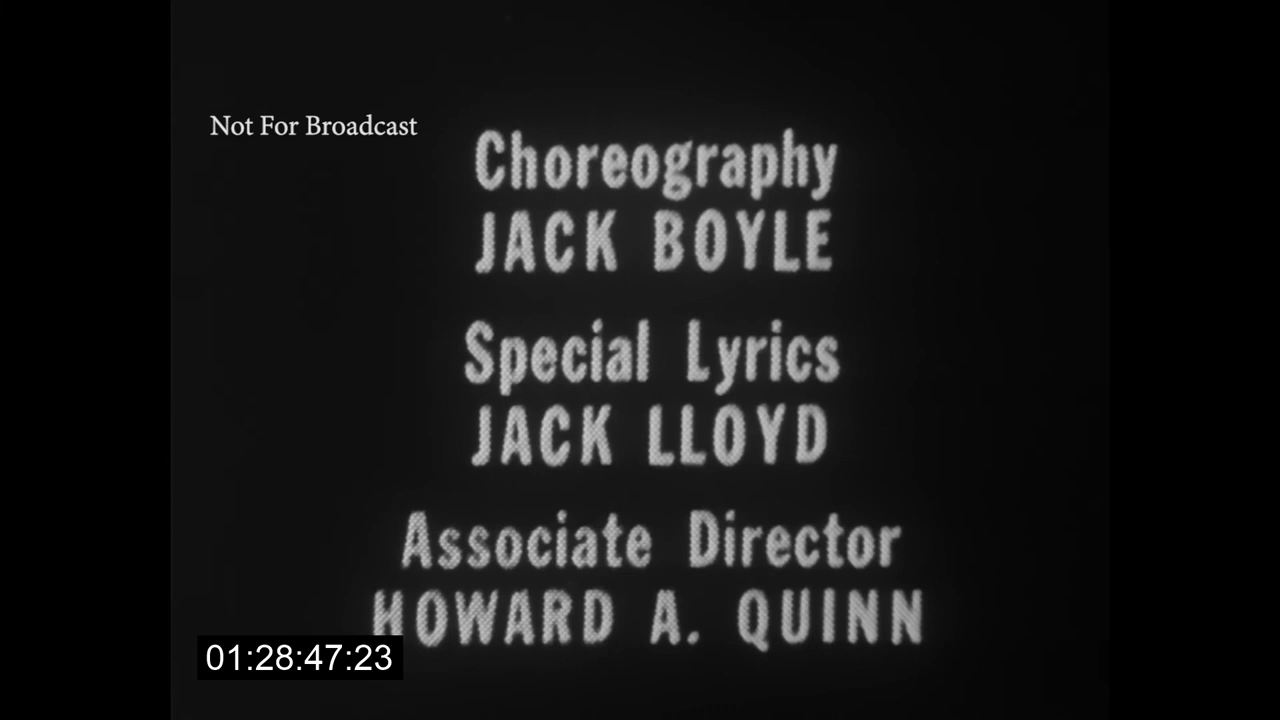 Not For Broadcast
Choreography
JACK BOYLE
Special Lyrics
JACK LLOYD
Associate Director
HOWARD A. QUINN
01:28:47:23